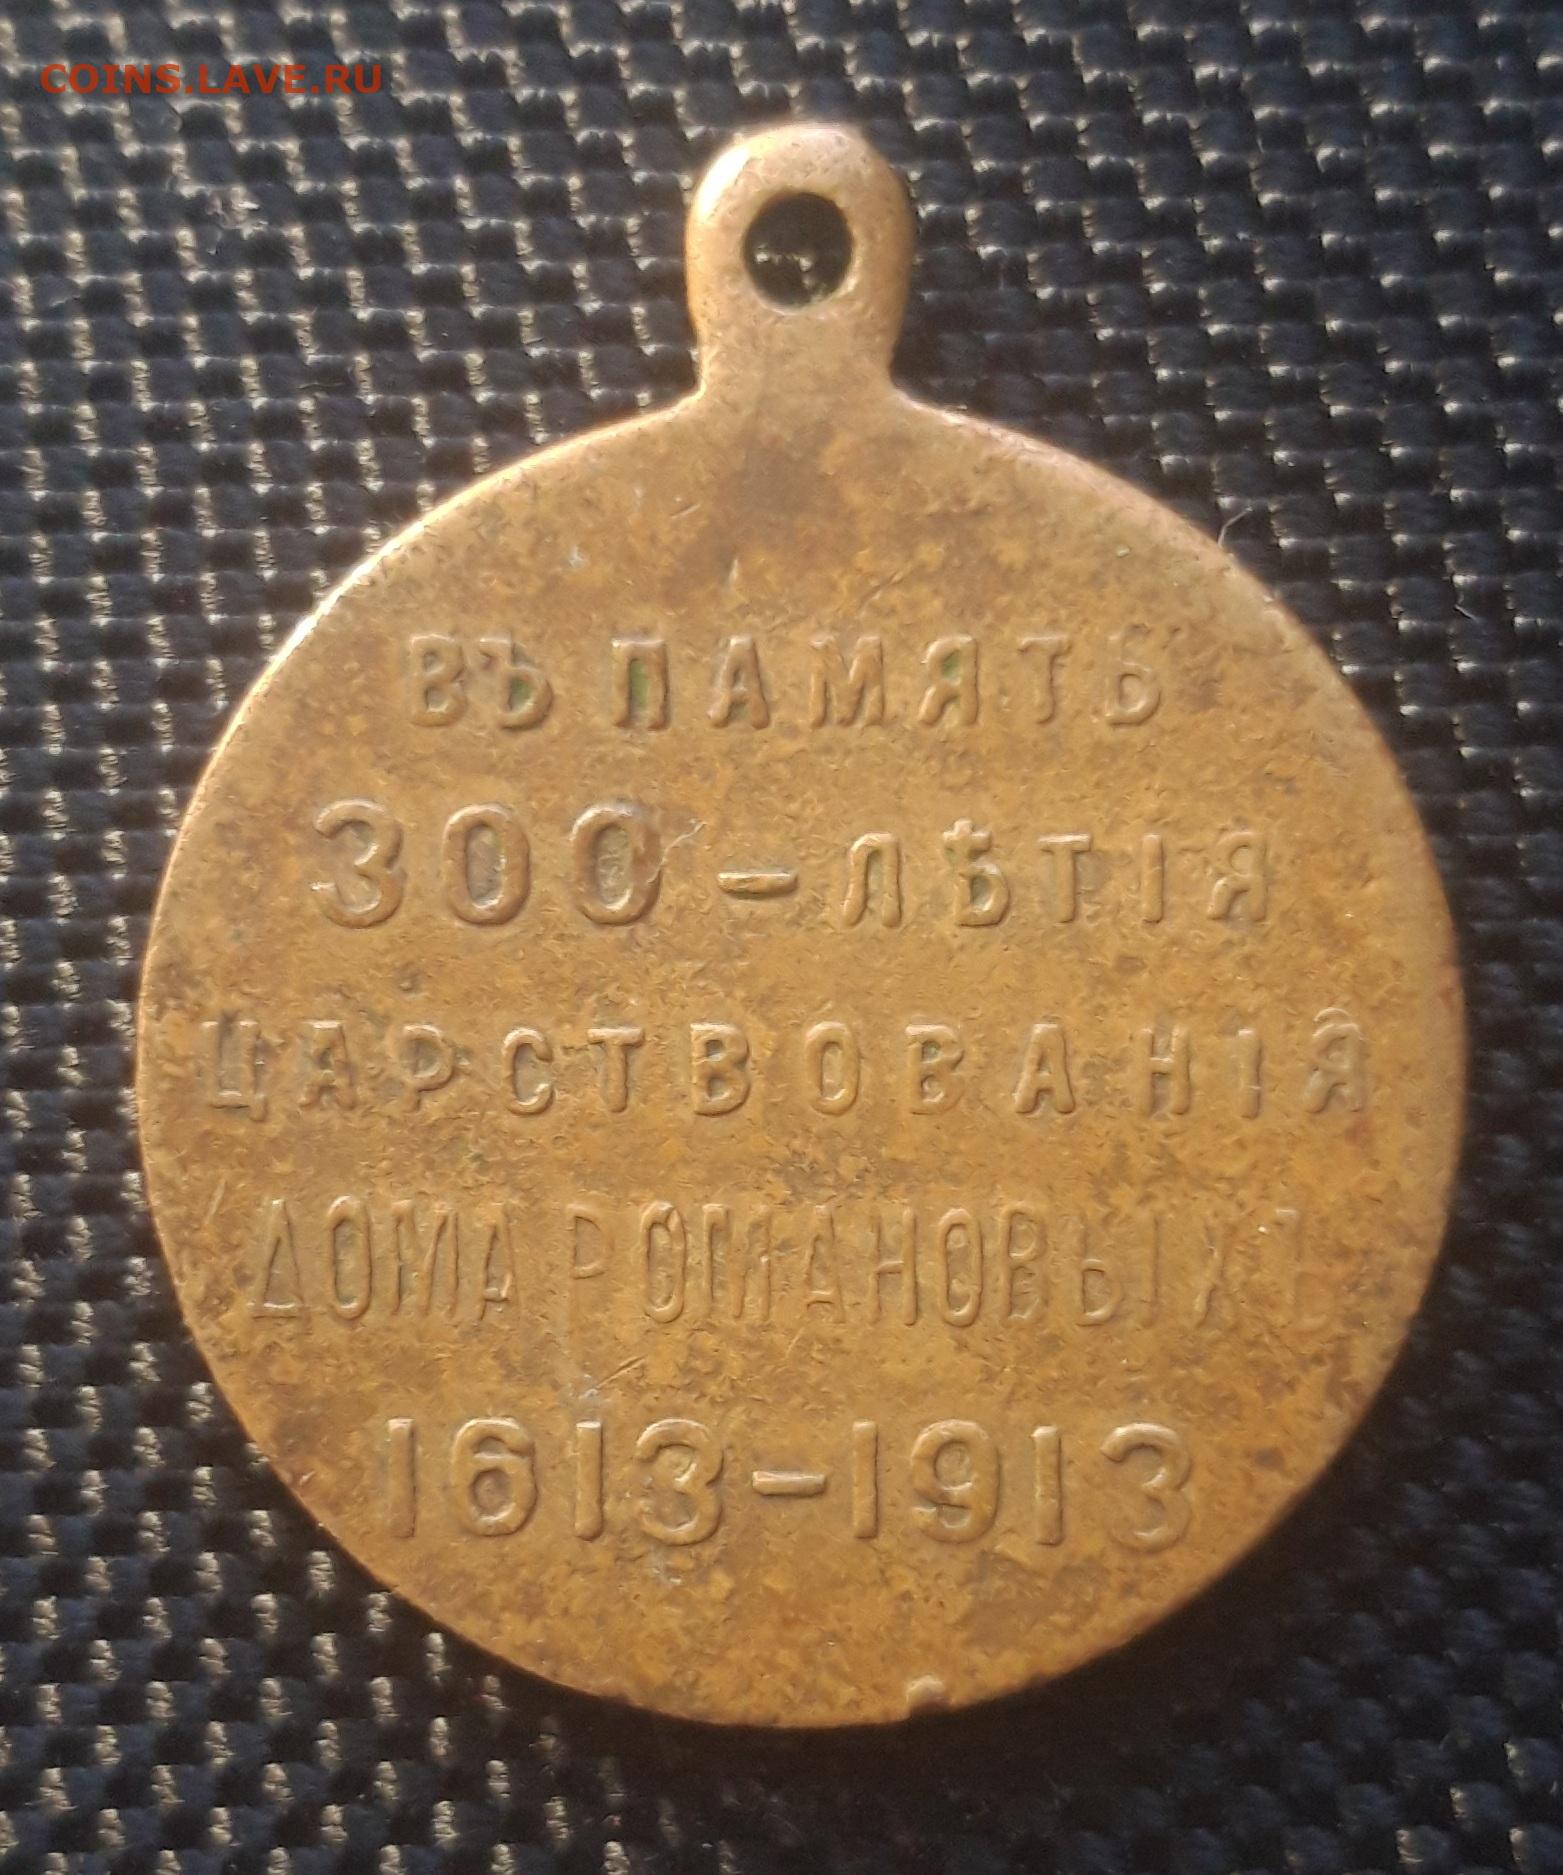 COINS.LAVE.RU
ВЪ ПАМЯТЬ
300-ЛѢТІЯ
ЦАРСТВОВАНІЯ
ДОМА РОМАНОВЫХЪ
1613-1913